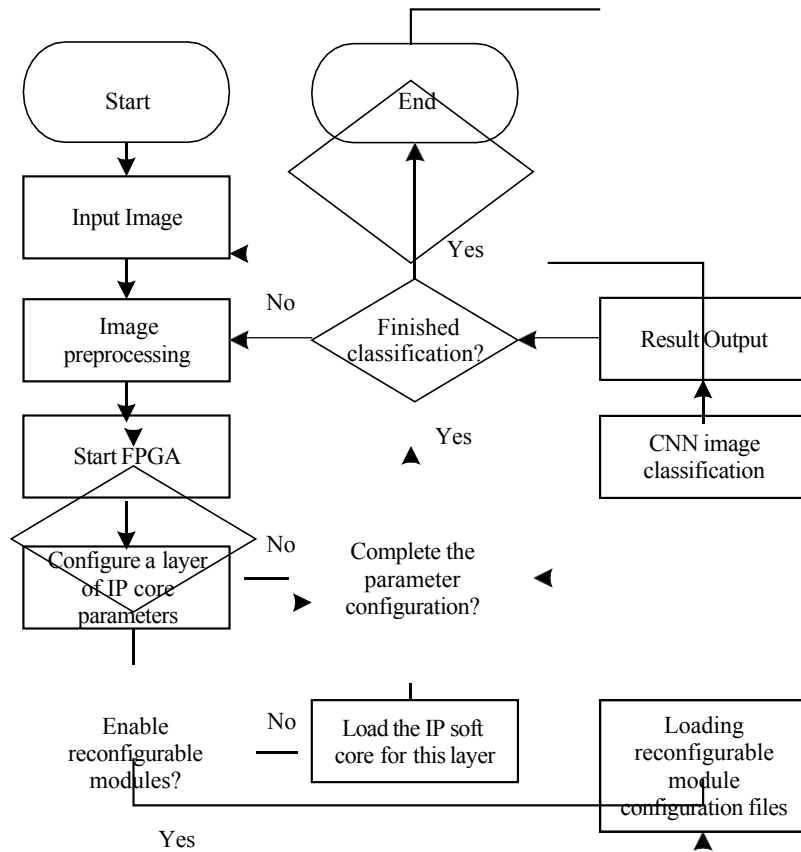 Start
End
Input Image
Yes
No
Image
preprocessing
Finished
classification?
Result Output
Start FPGA
Yes
CNN image
classification
Configure a layer
of IP core
parameters
No
Complete the
parameter
configuration?
Enable
reconfigurable
modules?
No
Load the IP soft
core for this layer
Loading
reconfigurable
module
configuration files
Yes